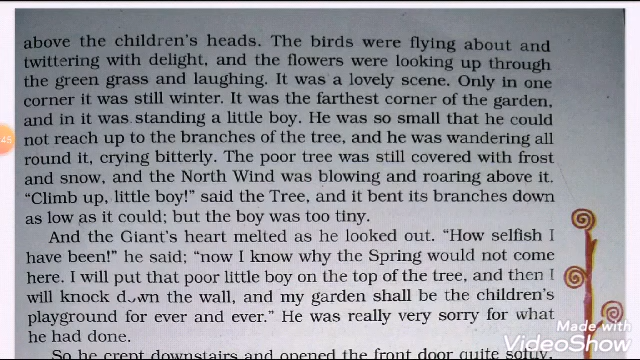 above the children's heads. The birds were flying about and
twittering with delight, and the flowers were looking up through
the green grass and laughing. It was a lovely scene. Only in one
corner it was still winter. It was the farthest corner of the garden,
and in it was standing a little boy. He was so small that he could
not reach up to the branches of the tree, and he was wandering all
round it, crying bitterly. The poor tree was still covered with frost
and snow, and the North Wind was blowing and roaring above it.
"Climb up, little boy!" said the Tree, and it bent its branches down
as low as it could; but the boy was too tiny.
And the Giant's heart melted as he looked out. "How selfish I
have been!" he said; "now I know why the Spring would not come
here. I will put that poor little boy on the top of the tree, and then I
will knock down the wall, and my garden shall be the children's
playground for ever and ever." He was really very sorry for what
he had done.
So he crept downstairs and opened the front door quite softly,
45
Made with
VideoShow